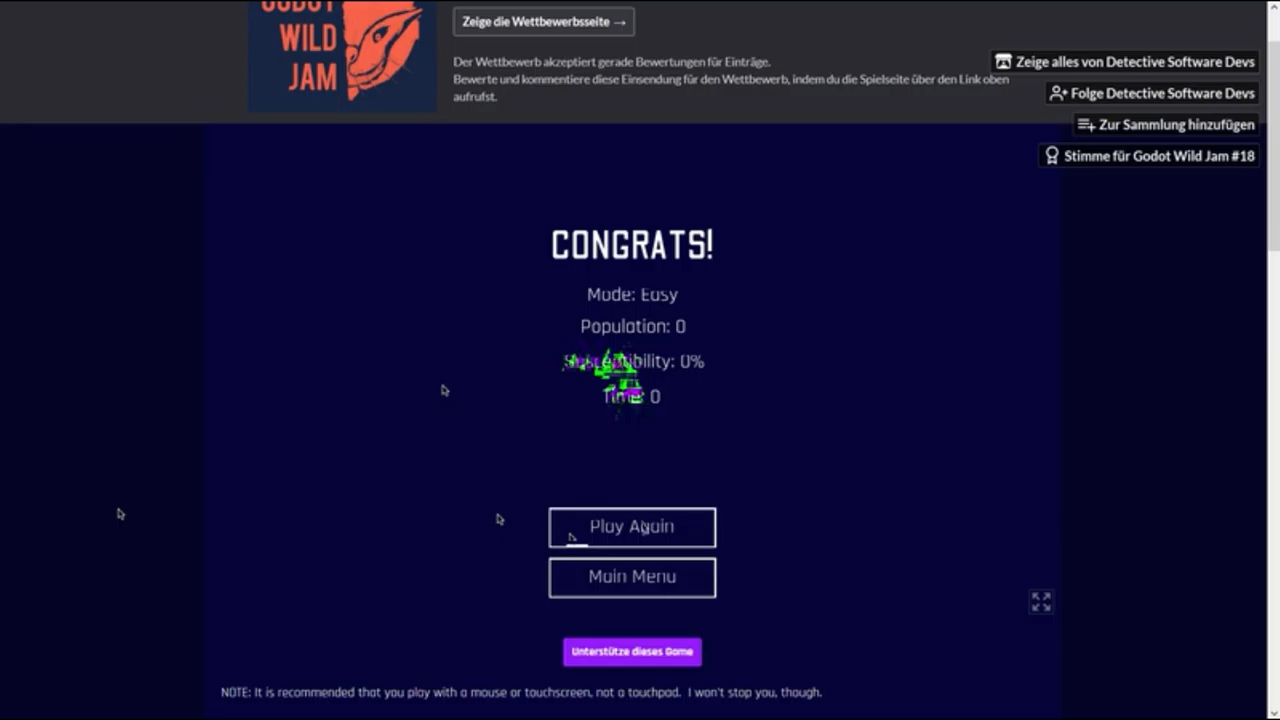 GODOT
WILD
JAM
Zeige die Wettbewerbsseite →
Der Wettbewerb akzeptiert gerade Bewertungen für Einträge.
Bewerte und kommentiere diese Einsendung für den Wettbewerb, indem du die Spielseite über den Link oben
aufrufst.
Zeige alles von Detective Software Devs
Folge Detective Software Devs
Zur Sammlung hinzufügen
Stimme für Godot Wild Jam #18
CONGRATS!
Mode: Easy
Population: 0
Susceptibility: 0%
Time: 0
Play Again
Main Menu
Unterstütze dieses Game
NOTE: It is recommended that you play with a mouse or touchscreen, not a touchpad. I won't stop you, though.